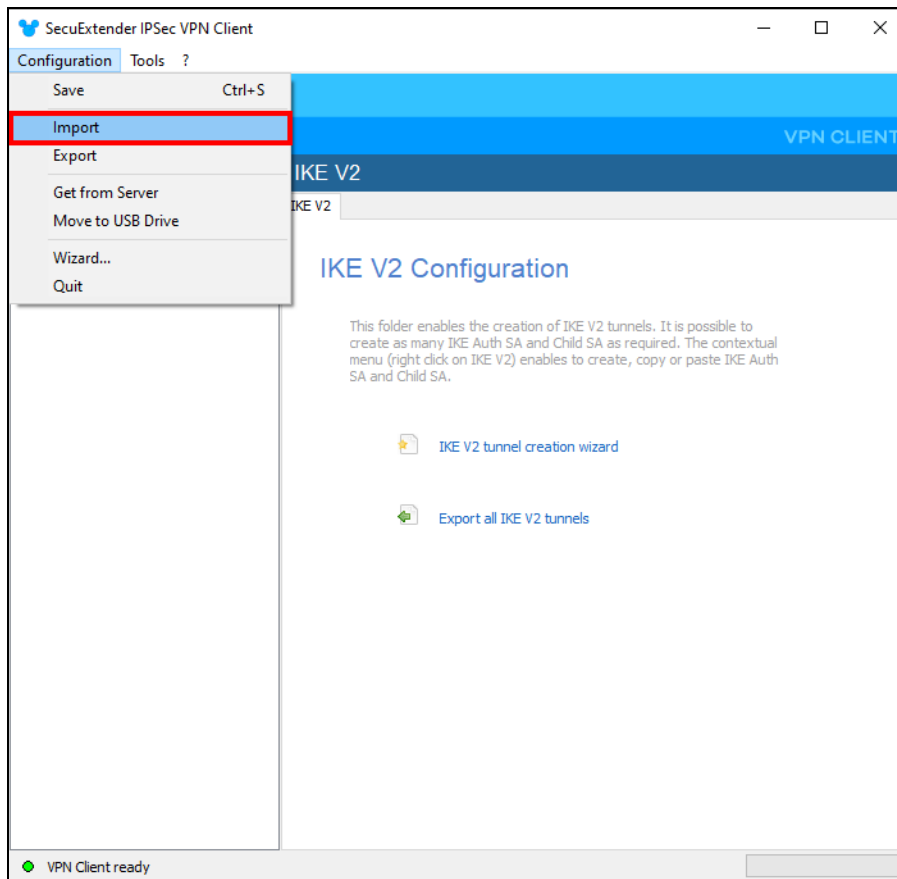 SecuExtender IPSec VPN Client
Configuration Tools ?
Save Ctrl+S
Import
Export
Get from Server
Move to USB Drive
Wizard...
Quit
VPN CLIENT
IKE V2
IKE V2
IKE V2 Configuration
This folder enables the creation of IKE V2 tunnels. It is possible to
create as many IKE Auth SA and Child SA as required. The contextual
menu (right click on IKE V2) enables to create, copy or paste IKE Auth
SA and Child SA.
IKE V2 tunnel creation wizard
Export all IKE V2 tunnels
VPN Client ready